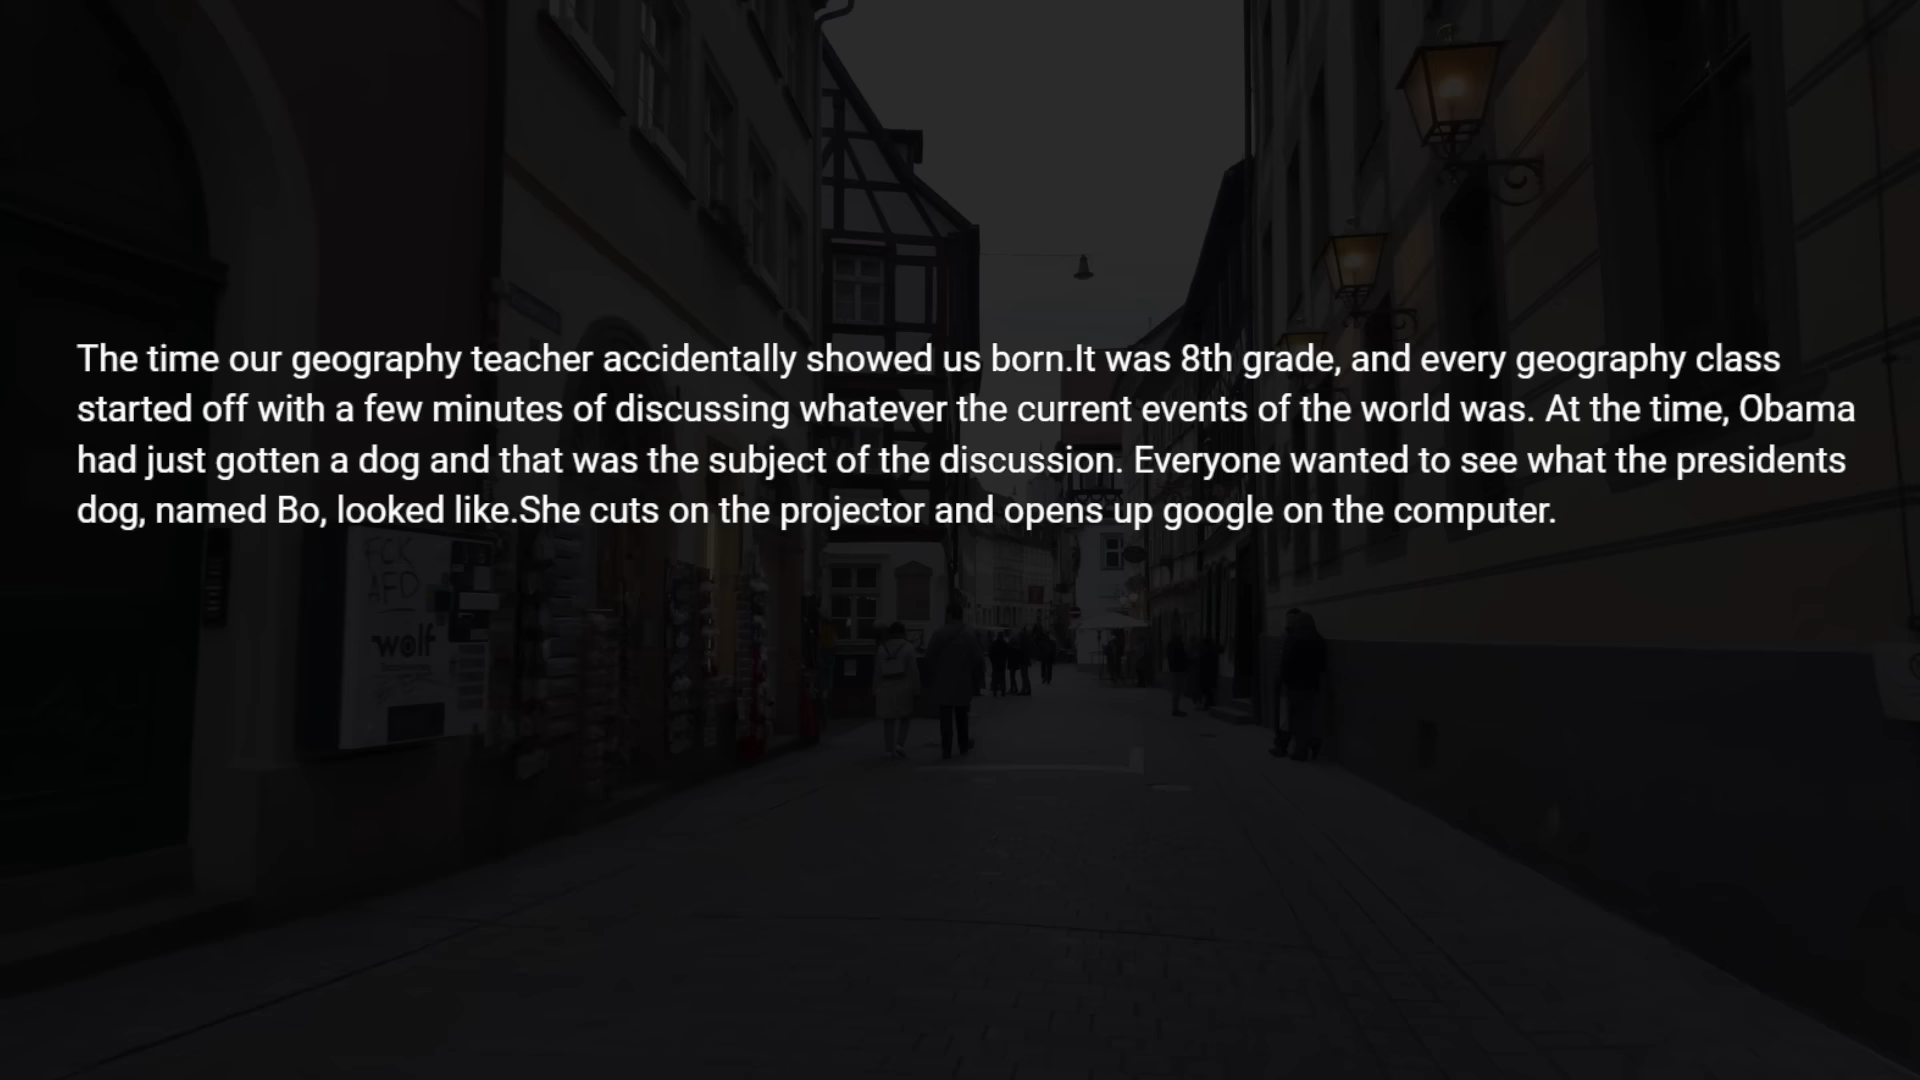 The time our geography teacher accidentally showed us born.It was 8th grade, and every geography class
started off with a few minutes of discussing whatever the current events of the world was. At the time, Obama
had just gotten a dog and that was the subject of the discussion. Everyone wanted to see what the presidents
dog, named Bo, looked like.She cuts on the projector and opens up google on the computer.
FCK
AFD
wolf